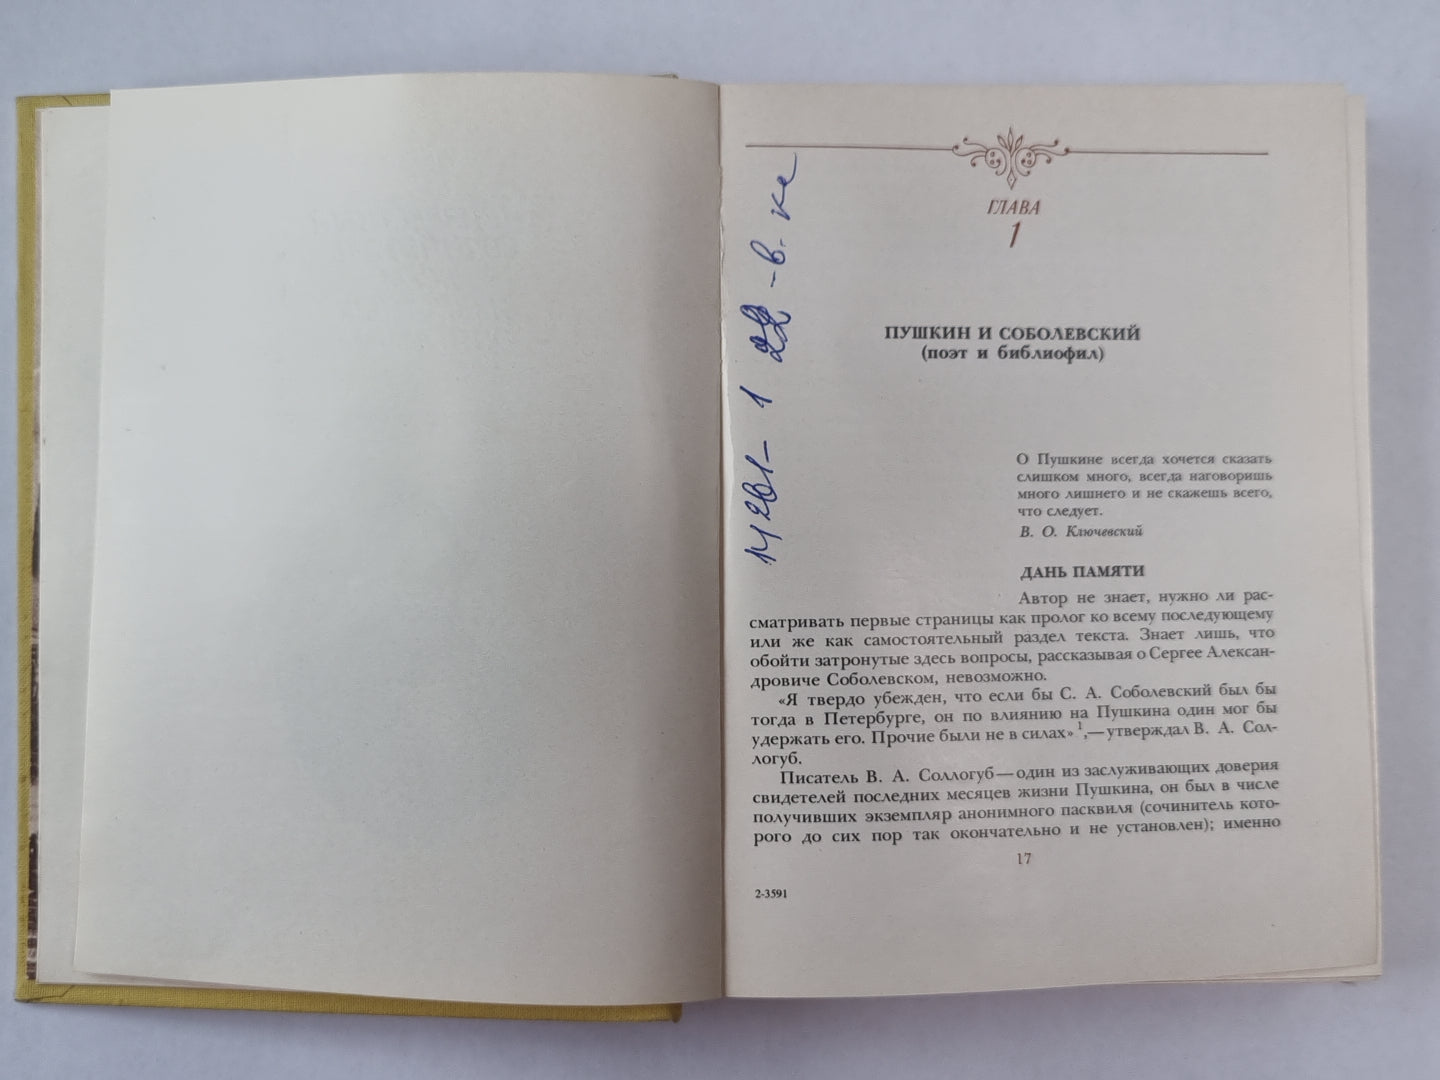 ГЛАВА
1
ПУШКИН И СОБОЛЕВСКИЙ
(поэт и библиофил)
О Пушкине всегда хочется сказать
слишком много, всегда наговоришь
много лишнего и не скажешь всего,
что следует.
В. О. Ключевский
ДАНЬ ПАМЯТИ
Автор не знает, нужно ли рас-
сматривать первые страницы как пролог ко всему последующему
или же как самостоятельный раздел текста. Знает лишь, что
обойти затронутые здесь вопросы, рассказывая о Сергее Алексан-
дровиче Соболевском, невозможно.
«Я твердо убежден, что если бы С. А. Соболевский был бы
тогда в Петербурге, он по влиянию на Пушкина один мог бы
удержать его. Прочие были не в силах» ¹,—утверждал В. А. Сол-
логуб.
Писатель В. А. Соллогуб—один из заслуживающих доверия
свидетелей последних месяцев жизни Пушкина, он был в числе
получивших экземпляр анонимного пасквиля (сочинитель кото-
рого до сих пор так окончательно и не установлен); именно
17
2-3591